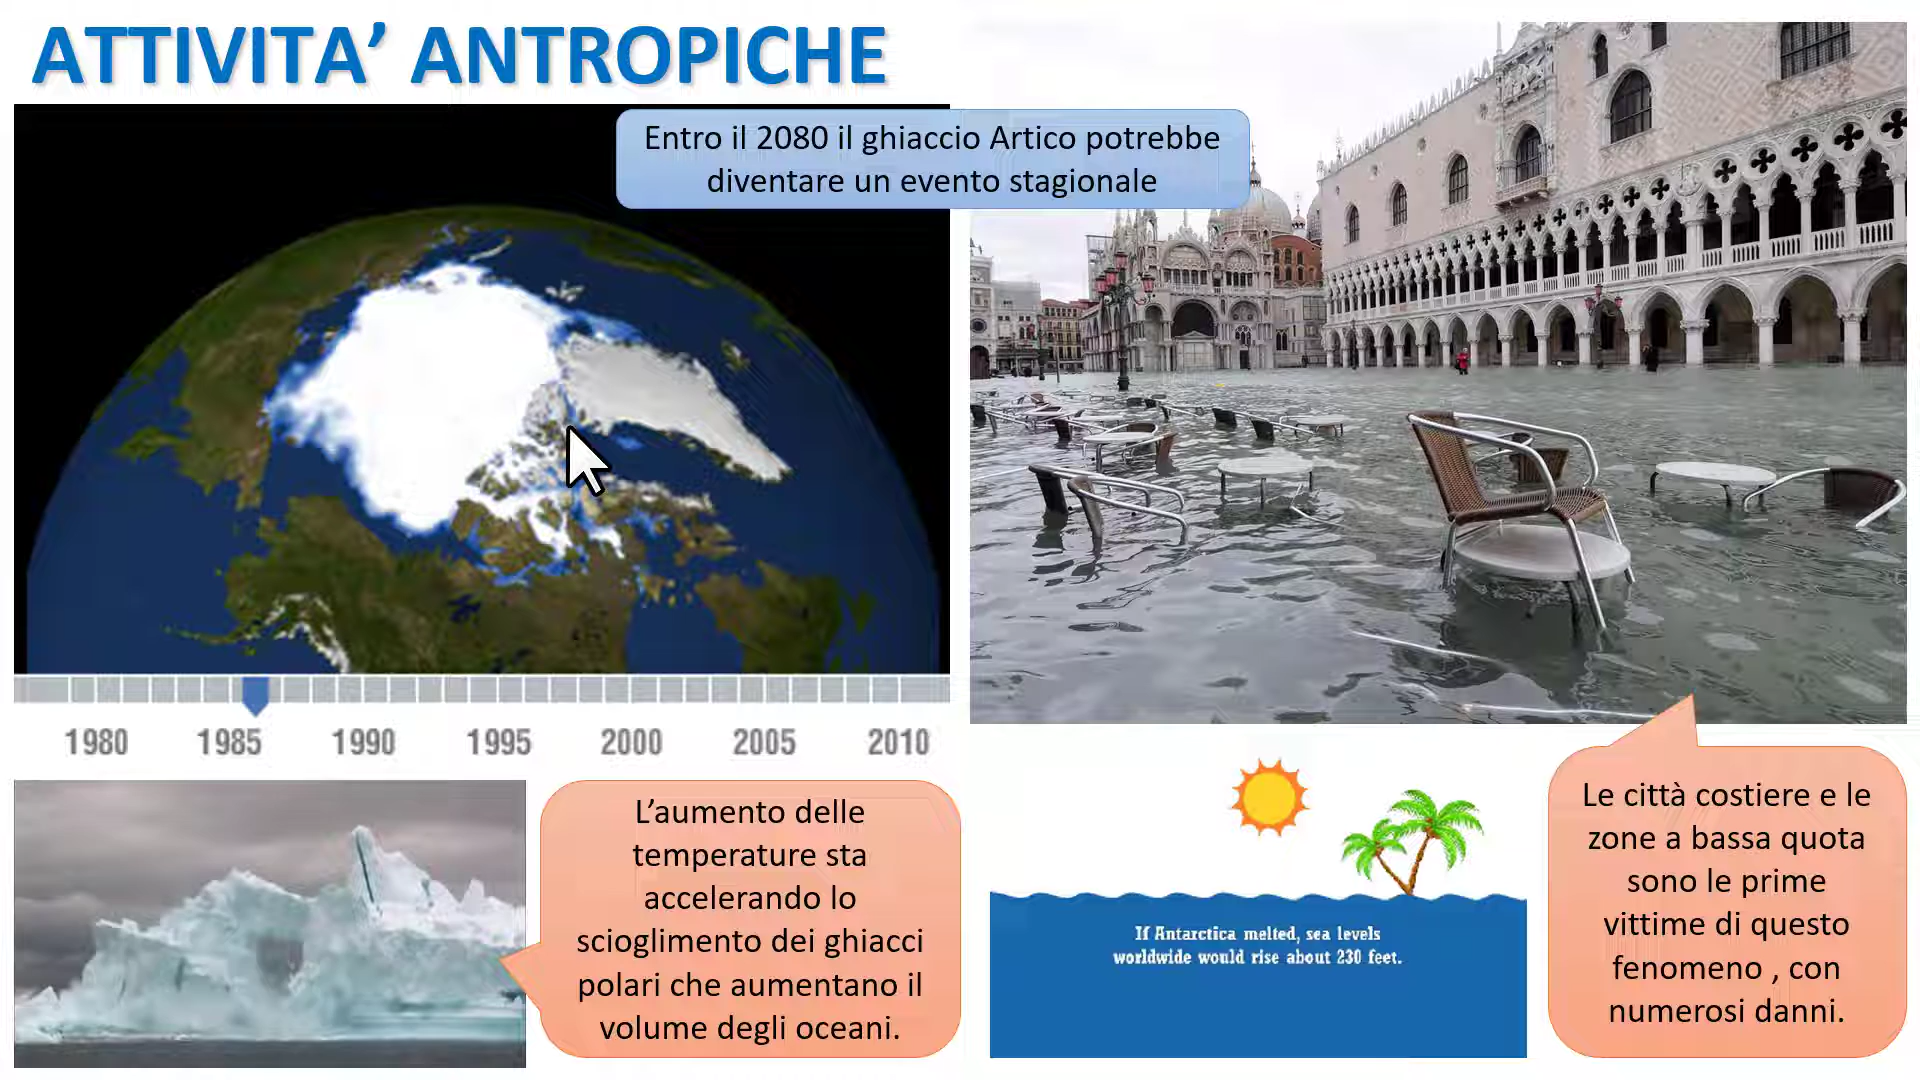 ATTIVITA’ ANTROPICHE
Entro il 2080 il ghiaccio Artico potrebbe
diventare un evento stagionale
1980 1985 1990 1995 2000 2005 2010
L’aumento delle
temperature sta
accelerando lo
scioglimento dei ghiacci
polari che aumentano il
volume degli oceani.
If Antarctica melted, sea levels
worldwide would rise about 230 feet.
Le città costiere e le
zone a bassa quota
sono le prime
vittime di questo
fenomeno , con
numerosi danni.